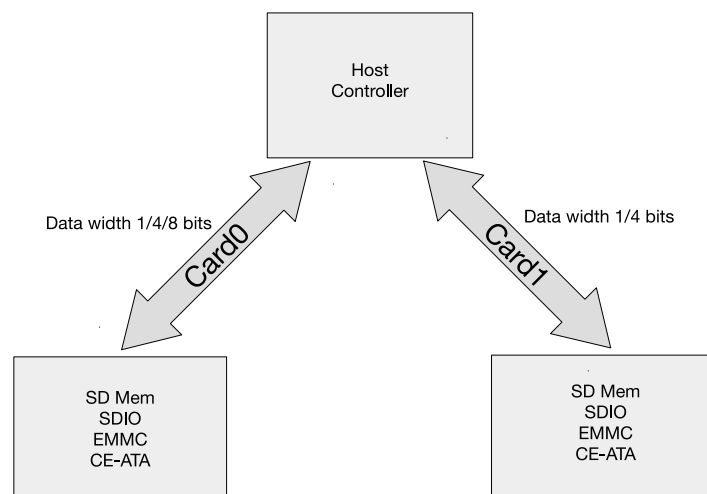 Host
Controller
Data width 1/4/8 bits
Card0
Card1
Data width 1/4 bits
SD Mem
SDIO
EMMC
CE-ATA
SD Mem
SDIO
EMMC
CE-ATA